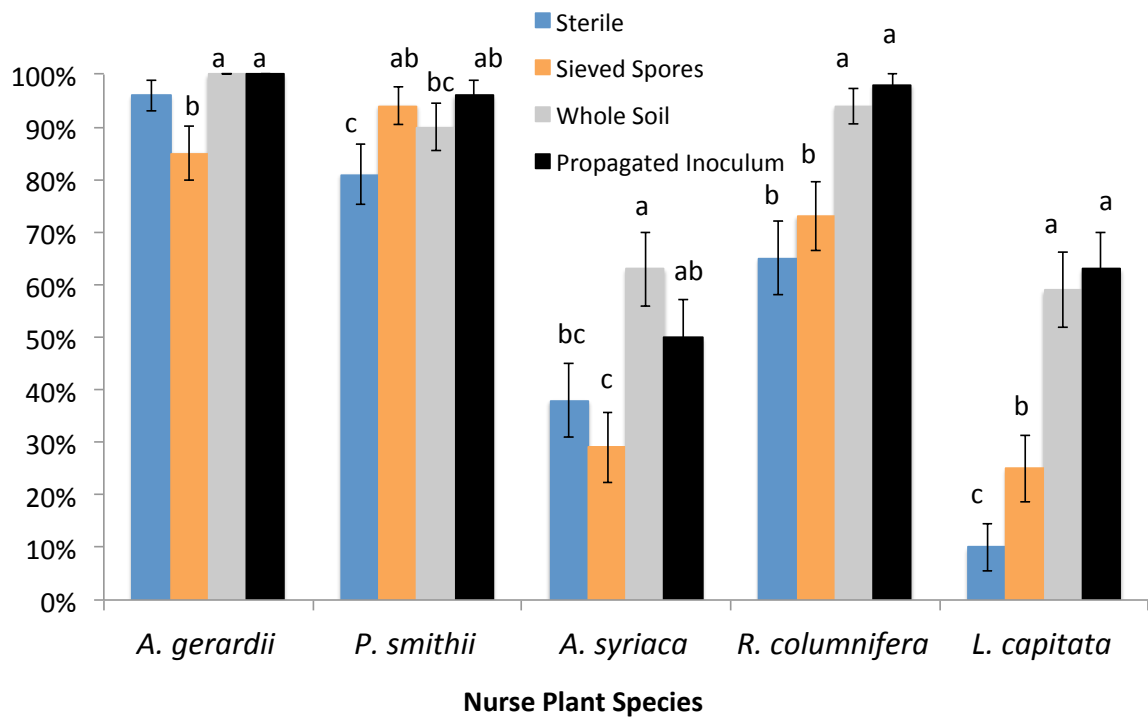 Sterile
Sieved Spores
Whole Soil
Propagated Inoculum
100%
90%
80%
70%
60%
50%
40%
30%
20%
10%
0%
b a a
c ab bc ab
bc c a ab
b b a a
c b a a
A. gerardii P. smithii A. syriaca R. columnifera L. capitata
Nurse Plant Species